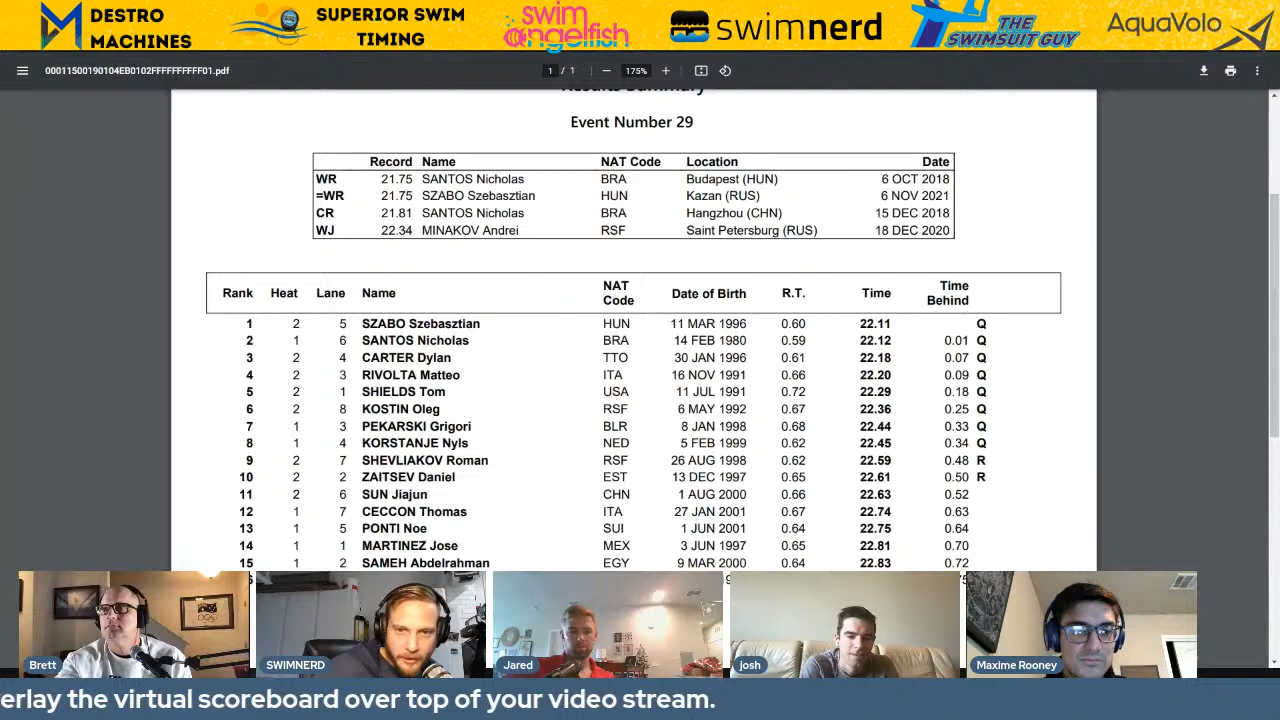 DESTRO
MACHINES
SUPERIOR SWIM
TIMING
swim
angelfish
swimnerd
THE
SWIMSUIT GUY
AquaVolo
00011500190104EB0102FFFFFFFFFF01.pdf
1 / 1
175%
Results Summary
Event Number 29
Record Name NAT Code Location Date
WR 21.75 SANTOS Nicholas BRA Budapest (HUN) 6 OCT 2018
=WR 21.75 SZABO Szebasztian HUN Kazan (RUS) 6 NOV 2021
CR 21.81 SANTOS Nicholas BRA Hangzhou (CHN) 15 DEC 2018
WJ 22.34 MINAKOV Andrei RSF Saint Petersburg (RUS) 18 DEC 2020
Rank Heat Lane Name NAT Code Date of Birth R.T. Time Time Behind
1 2 5 SZABO Szebasztian HUN 11 MAR 1996 0.60 22.11 Q
2 1 6 SANTOS Nicholas BRA 14 FEB 1980 0.59 22.12 0.01 Q
3 2 4 CARTER Dylan TTO 30 JAN 1996 0.61 22.18 0.07 Q
4 2 3 RIVOLTA Matteo ITA 16 NOV 1991 0.66 22.20 0.09 Q
5 2 1 SHIELDS Tom USA 11 JUL 1991 0.72 22.29 0.18 Q
6 2 8 KOSTIN Oleg RSF 6 MAY 1992 0.67 22.36 0.25 Q
7 1 3 PEKARSKI Grigori BLR 8 JAN 1998 0.68 22.44 0.33 Q
8 1 4 KORSTANJE Nyls NED 5 FEB 1999 0.62 22.45 0.34 Q
9 2 7 SHEVLIAKOV Roman RSF 26 AUG 1998 0.62 22.59 0.48 R
10 2 2 ZAITSEV Daniel EST 13 DEC 1997 0.65 22.61 0.50 R
11 2 6 SUN Jiajun CHN 1 AUG 2000 0.66 22.63 0.52
12 1 7 CECCON Thomas ITA 27 JAN 2001 0.67 22.74 0.63
13 1 5 PONTI Noe SUI 1 JUN 2001 0.64 22.75 0.64
14 1 1 MARTINEZ Jose MEX 3 JUN 1997 0.65 22.81 0.70
15 1 2 SAMEH Abdelrahman EGY 9 MAR 2000 0.64 22.83 0.72
Brett
SWIMNERD
Jared
josh
Maxime Rooney
verlay the virtual scoreboard over top of your video stream.